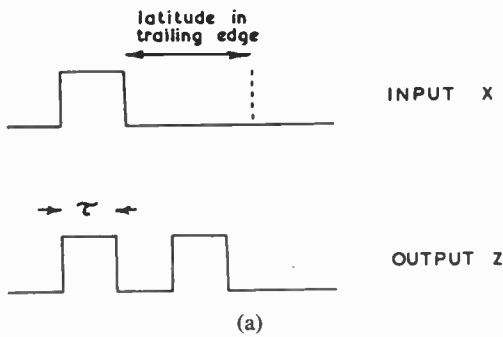 latitude in
trailing edge
INPUT X
τ
OUTPUT Z
(a)